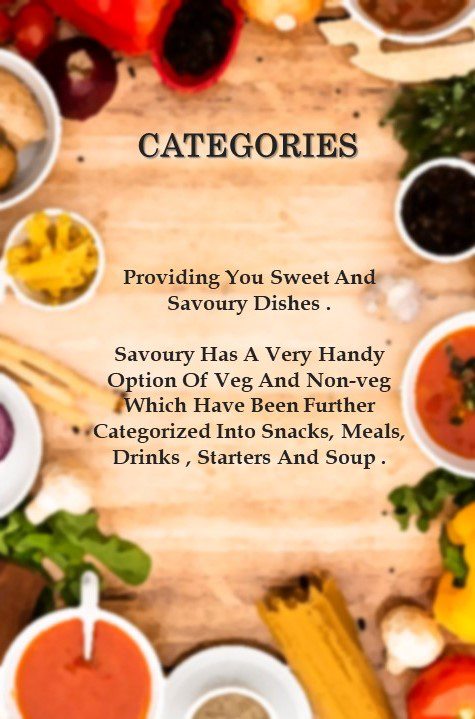 CATEGORIES
Providing You Sweet And
Savoury Dishes .
Savoury Has A Very Handy
Option Of Veg And Non-veg
Which Have Been Further
Categorized Into Snacks, Meals,
Drinks , Starters And Soup .